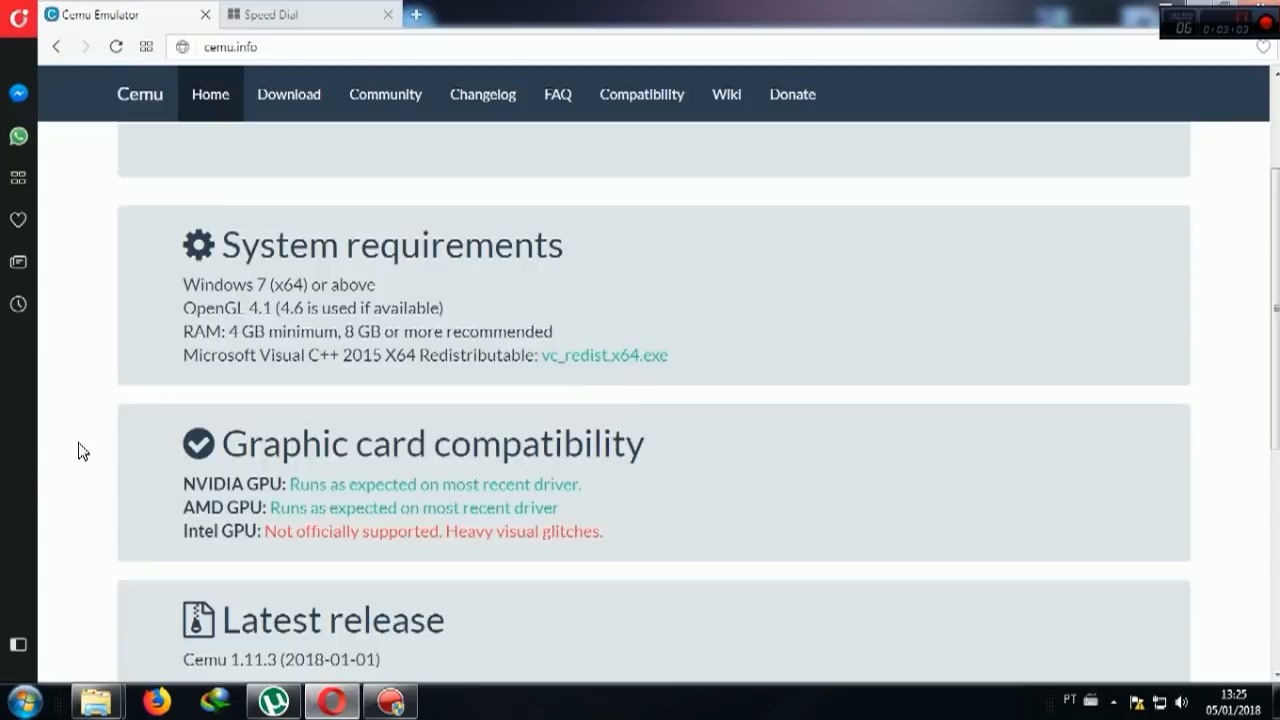 Cemu Emulator
Speed Dial
cemu.info
Cemu Home Download Community Changelog FAQ Compatibility Wiki Donate
System requirements
Windows 7 (x64) or above
OpenGL 4.1 (4.6 is used if available)
RAM: 4 GB minimum, 8 GB or more recommended
Microsoft Visual C++ 2015 X64 Redistributable: vc_redist.x64.exe
Graphic card compatibility
NVIDIA GPU: Runs as expected on most recent driver.
AMD GPU: Runs as expected on most recent driver
Intel GPU: Not officially supported. Heavy visual glitches.
Latest release
Cemu 1.11.3 (2018-01-01)
PT
13:25
05/01/2018